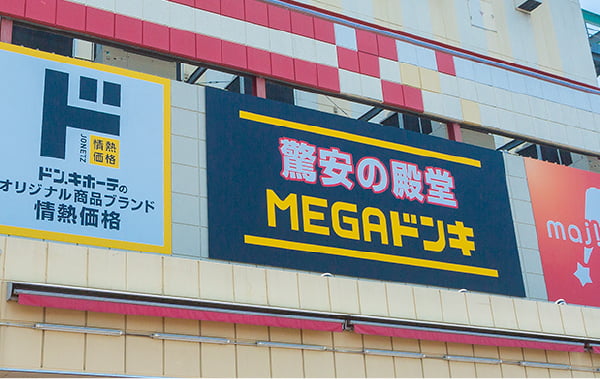 ド
JONETZ
情熱
価格
ドンキホーテの
オリジナル商品ブランド
情熱価格
驚安の殿堂
MEGAドンキ
maji